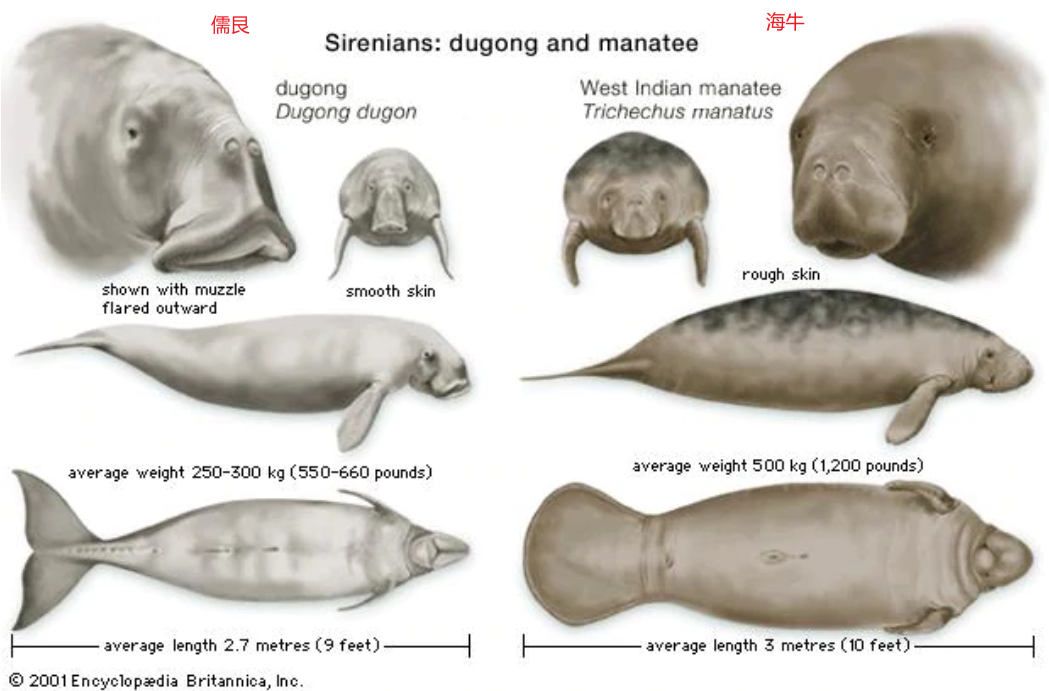 儒艮
海牛
Sirenians: dugong and manatee
dugong
Dugong dugon
West Indian manatee
Trichechus manatus
shown with muzzle
flared outward
smooth skin
rough skin
average weight 250-300 kg (550-660 pounds)
average weight 500 kg (1,200 pounds)
average length 2.7 metres (9 feet)
average length 3 metres (10 feet)
© 2001 Encyclopædia Britannica, Inc.